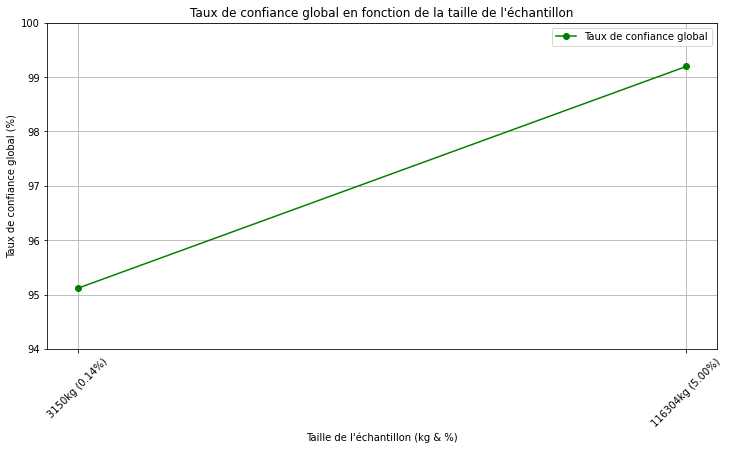 Taux de confiance global en fonction de la taille de l'échantillon
Taux de confiance global
Taux de confiance global (%)
100
99
98
97
96
95
94
3150kg (0.14%)
116304kg (5.00%)
Taille de l'échantillon (kg & %)